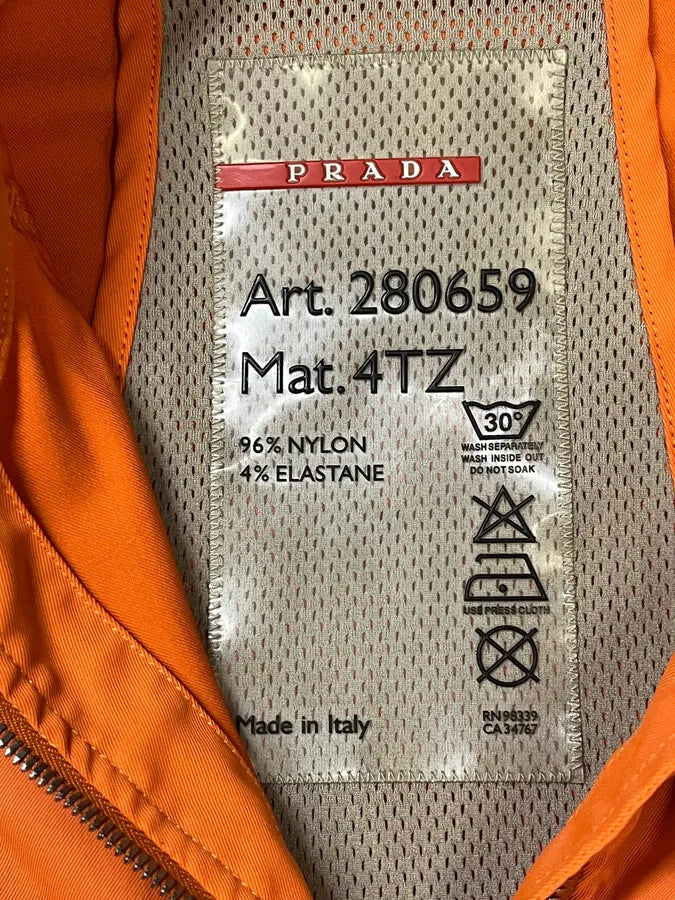 PRADA
Art. 280659
Mat. 4TZ
96% NYLON
4% ELASTANE
30°
WASH SEPARATELY
WASH INSIDE OUT
DO NOT SOAK
USE PRESS CLOTH
Made in Italy
RN 98339
CA 34767